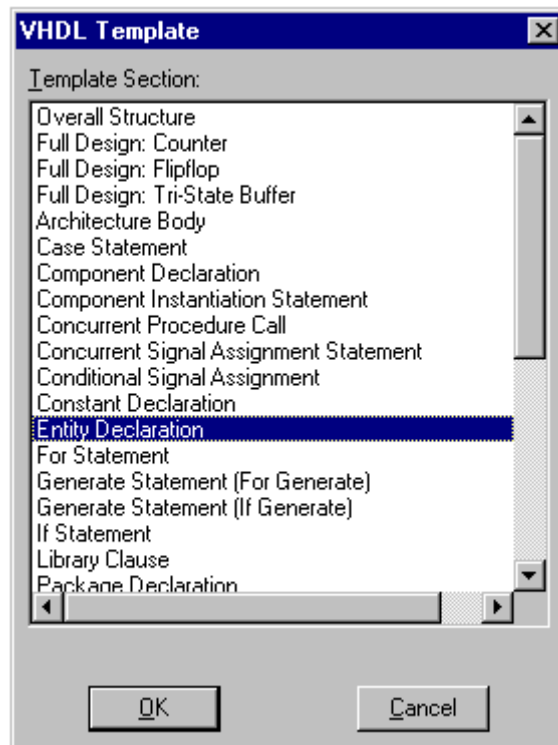 VHDL Template
Template Section:
Overall Structure
Full Design: Counter
Full Design: Flipflop
Full Design: Tri-State Buffer
Architecture Body
Case Statement
Component Declaration
Component Instantiation Statement
Concurrent Procedure Call
Concurrent Signal Assignment Statement
Conditional Signal Assignment
Constant Declaration
Entity Declaration
For Statement
Generate Statement (For Generate)
Generate Statement (If Generate)
If Statement
Library Clause
Package Declaration
OK
Cancel